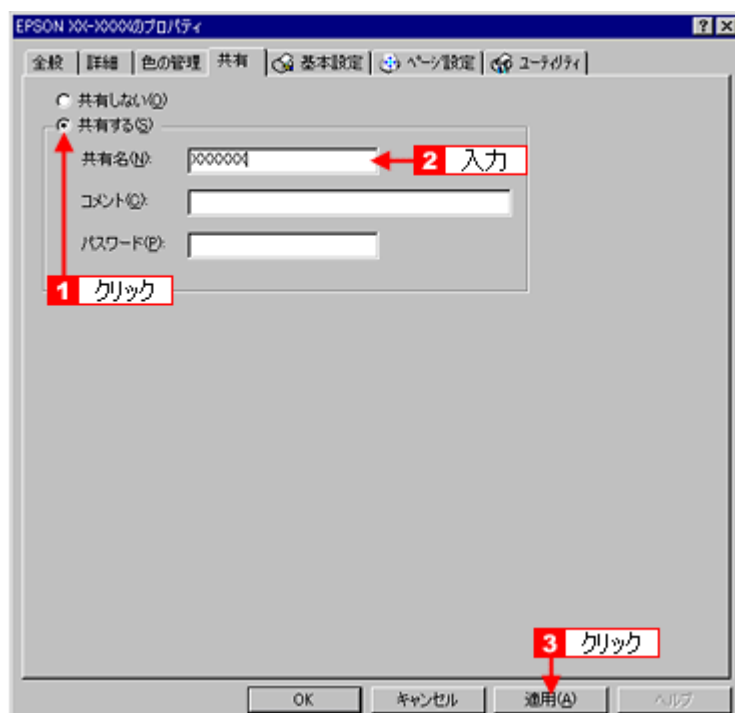 EPSON XX-XXXXのプロパティ
全般 詳細 色の管理 共有 基本設定 ページ設定 ユーティリティ
共有しない(O)
共有する(S)
共有名(N): XXXXXX 2 入力
コメント(C):
パスワード(P):
1 クリック
3 クリック
OK キャンセル 適用(A) ヘルプ